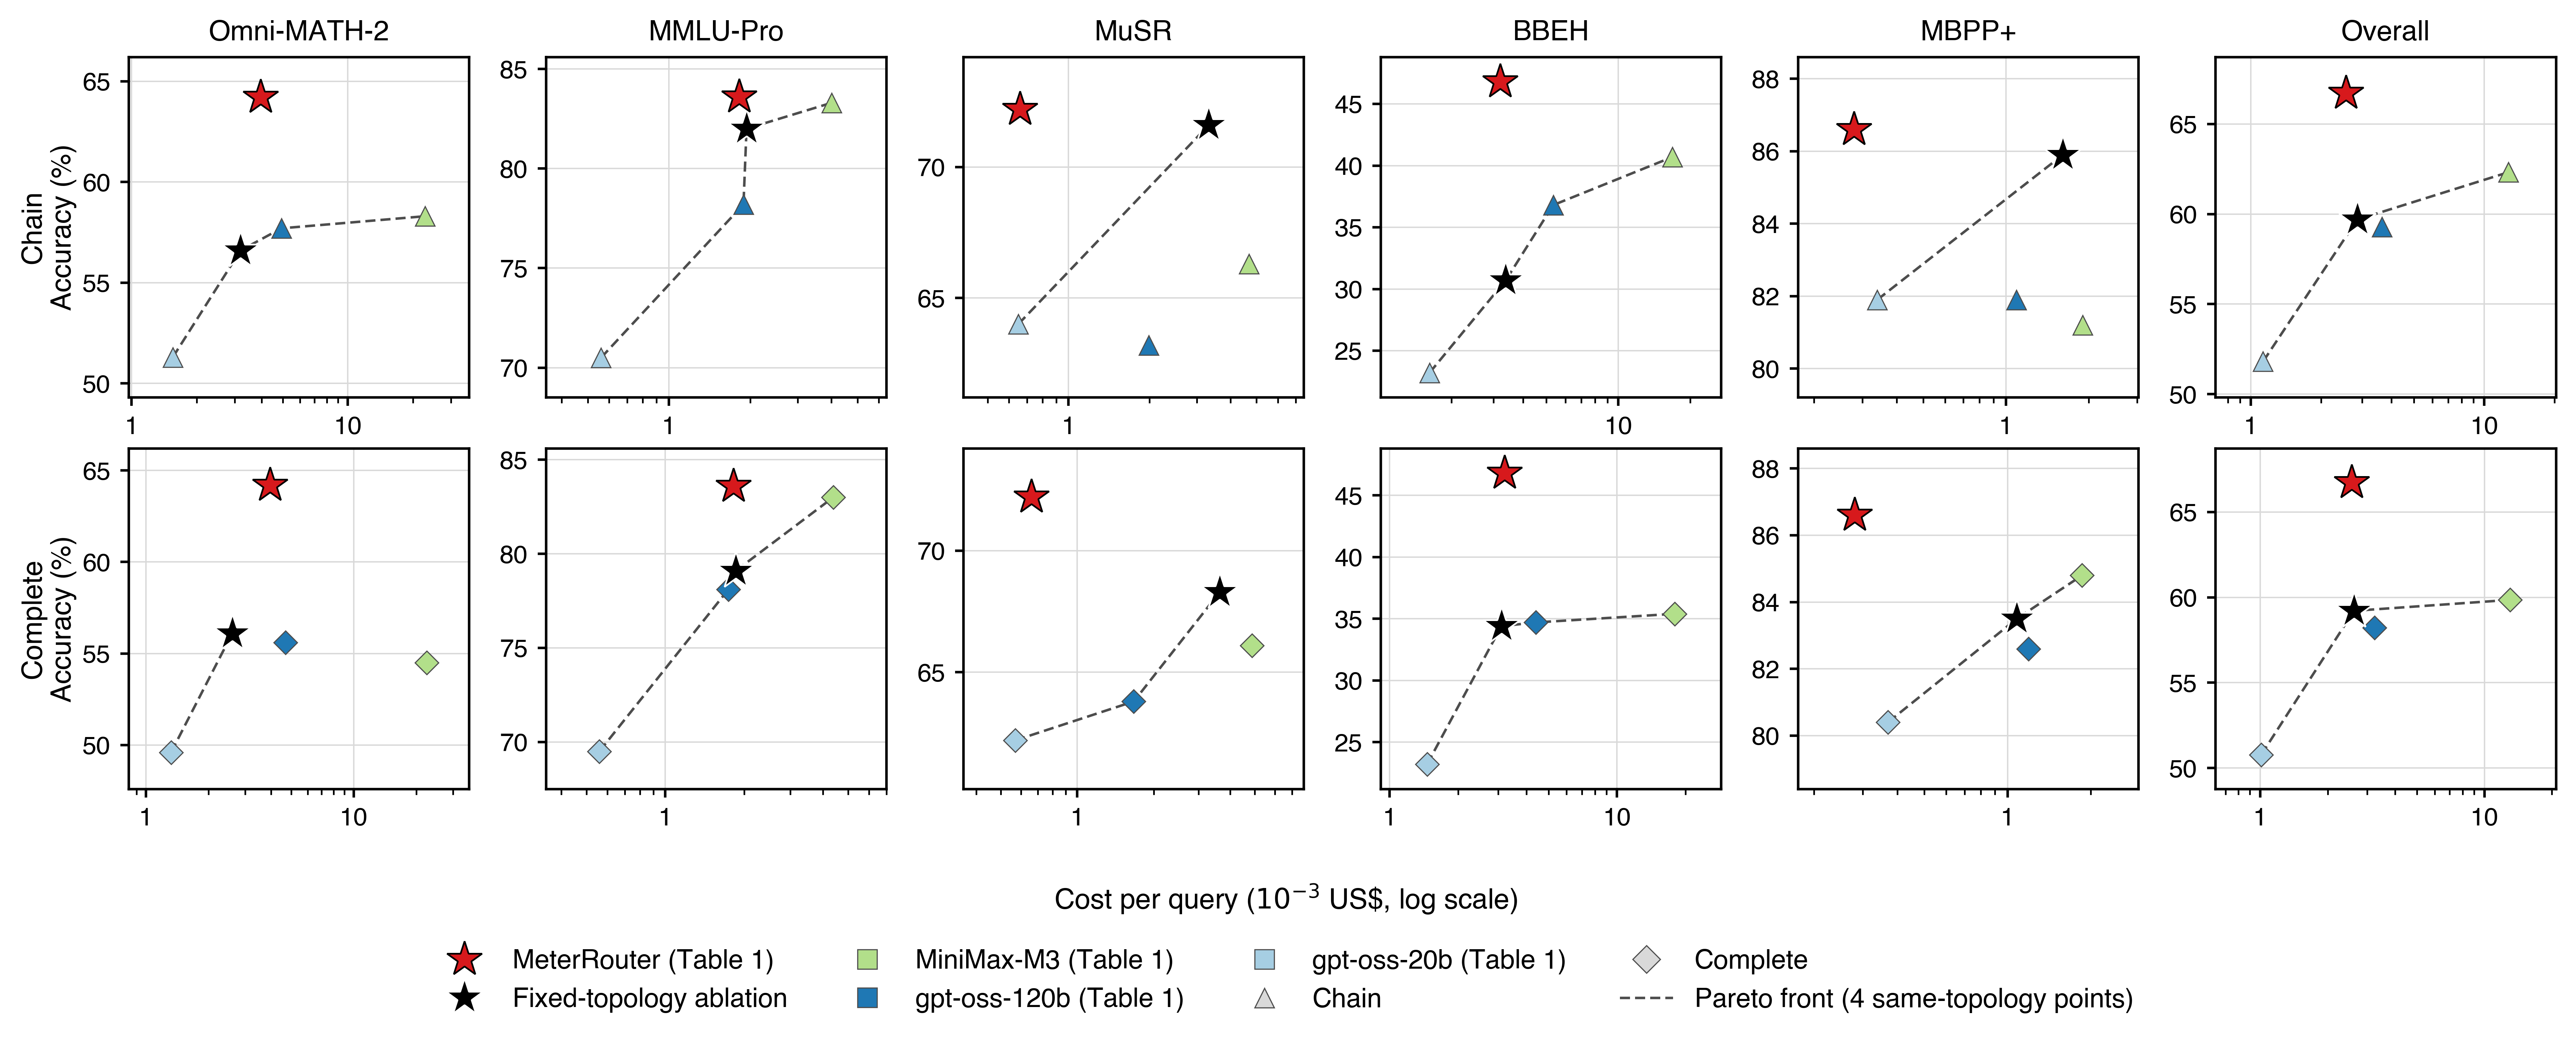 Omni-MATH-2 MMLU-Pro MuSR BBEH MBPP+ Overall
Chain
Accuracy (%)
65 60 55 50
1 10
85 80 75 70
1
70 65
1
45 40 35 30 25
10
88 86 84 82 80
1
65 60 55 50
1 10
Complete
Accuracy (%)
65 60 55 50
1 10
85 80 75 70
1
70 65
1
45 40 35 30 25
1 10
88 86 84 82 80
1
65 60 55 50
1 10
Cost per query (10⁻³ US$, log scale)
MeterRouter (Table 1) MiniMax-M3 (Table 1) gpt-oss-20b (Table 1) Complete
Fixed-topology ablation gpt-oss-120b (Table 1) Chain Pareto front (4 same-topology points)